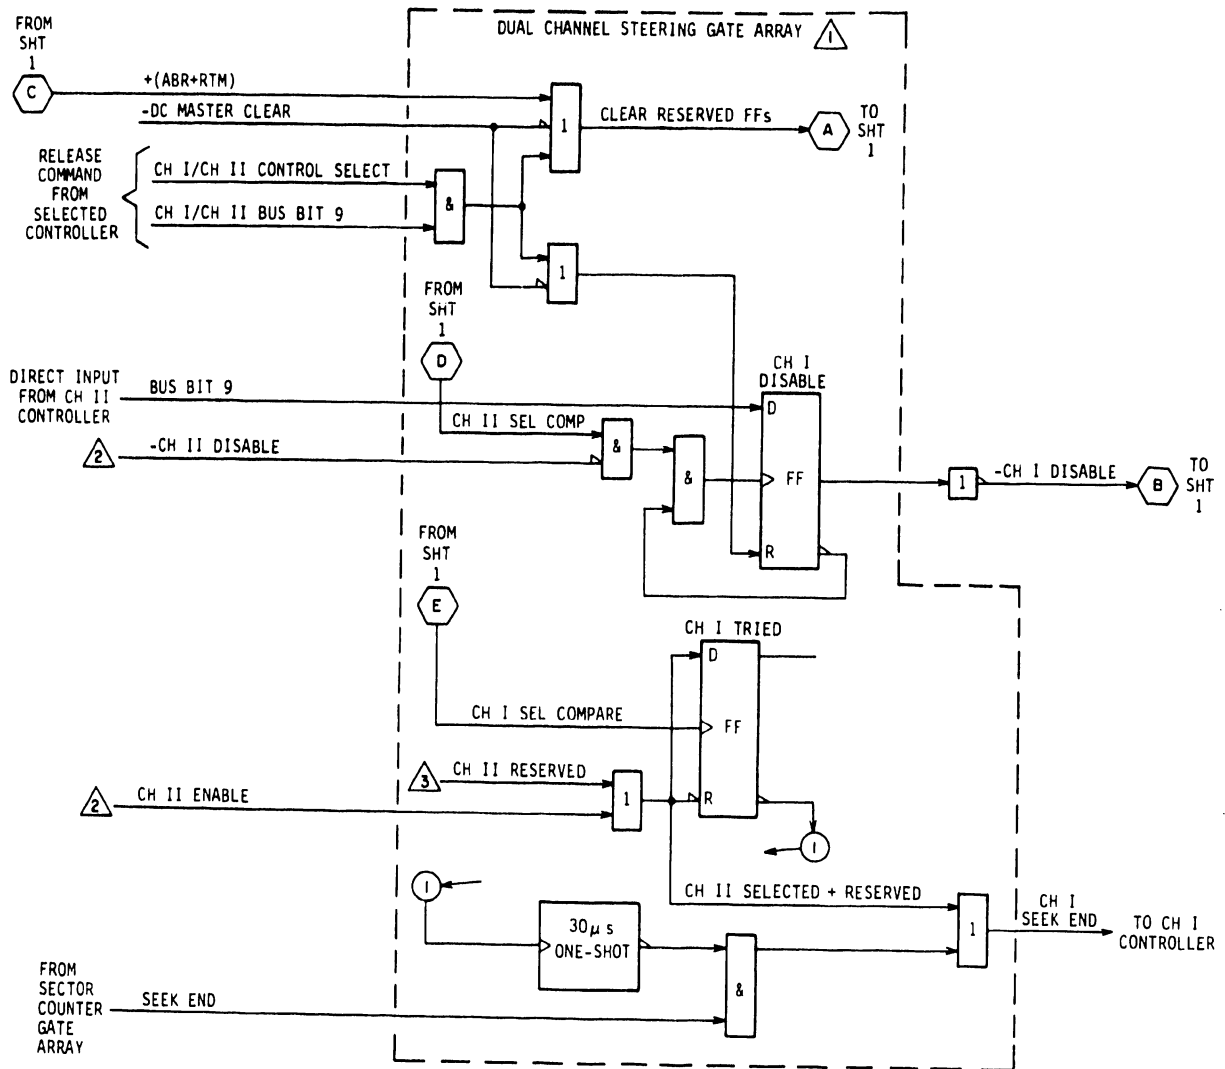 FROM
SHT
1
C
DUAL CHANNEL STEERING GATE ARRAY 1
+(ABR+RTM)
-DC MASTER CLEAR
1
CLEAR RESERVED FFs
A
TO
SHT
1
RELEASE
COMMAND
FROM
SELECTED
CONTROLLER
CH I/CH II CONTROL SELECT
CH I/CH II BUS BIT 9
&
1
FROM
SHT
1
D
DIRECT INPUT
FROM CH II
CONTROLLER
BUS BIT 9
CH I
DISABLE
D
FF
R
CH II SEL COMP
2
-CH II DISABLE
&
&
1
-CH I DISABLE
B
TO
SHT
1
FROM
SHT
1
E
CH I TRIED
D
FF
R
CH I SEL COMPARE
3
CH II RESERVED
2
CH II ENABLE
1
I
I
CH II SELECTED + RESERVED
30μs
ONE-SHOT
&
1
CH I
SEEK END
TO CH I
CONTROLLER
FROM
SECTOR
COUNTER
GATE
ARRAY
SEEK END